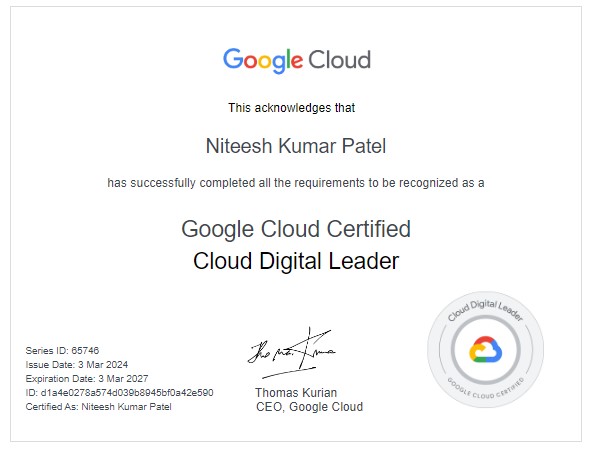 Google Cloud
This acknowledges that
Niteesh Kumar Patel
has successfully completed all the requirements to be recognized as a
Google Cloud Certified
Cloud Digital Leader
Series ID: 65746
Issue Date: 3 Mar 2024
Expiration Date: 3 Mar 2027
ID: d1a4e0278a574d039b8945bf0a42e590
Certified As: Niteesh Kumar Patel
Thomas Kurian
CEO, Google Cloud
Cloud Digital Leader
GOOGLE CLOUD CERTIFIED